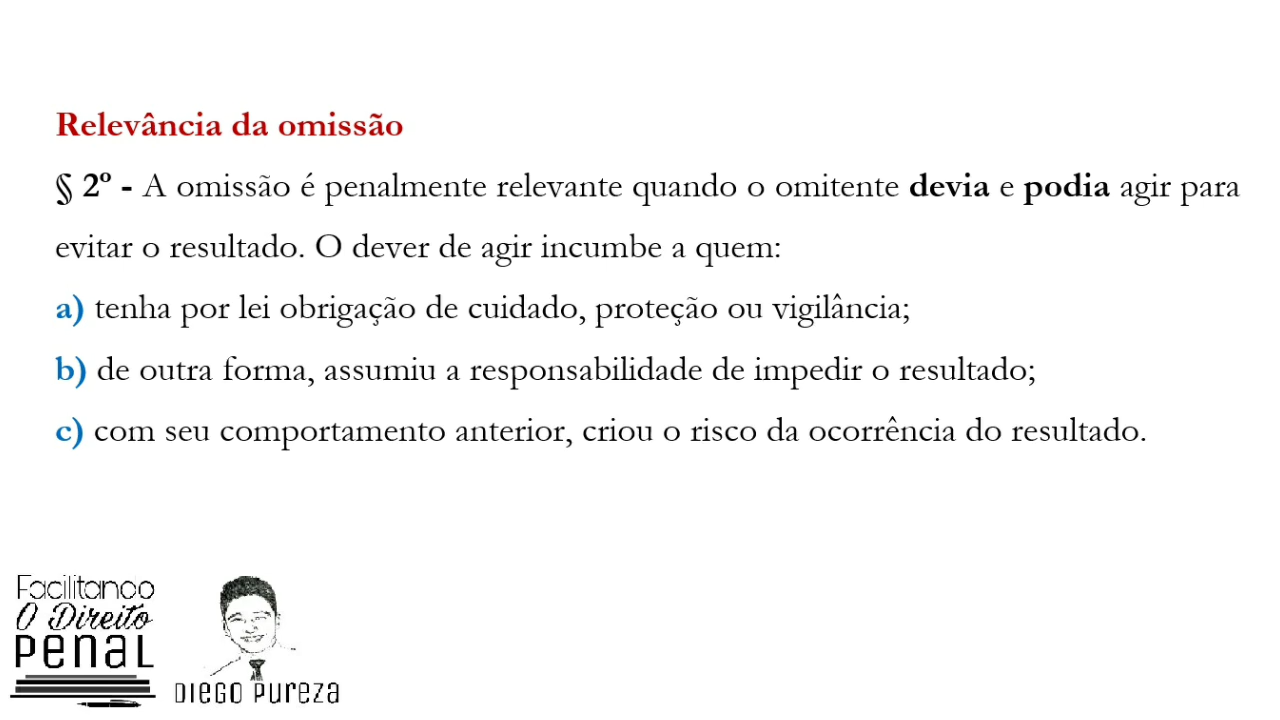 Relevância da omissão
§ 2º - A omissão é penalmente relevante quando o omitente devia e podia agir para
evitar o resultado. O dever de agir incumbe a quem:
a) tenha por lei obrigação de cuidado, proteção ou vigilância;
b) de outra forma, assumiu a responsabilidade de impedir o resultado;
c) com seu comportamento anterior, criou o risco da ocorrência do resultado.
Facilitando
O Direito
PENAL
DIEGO PUREZA